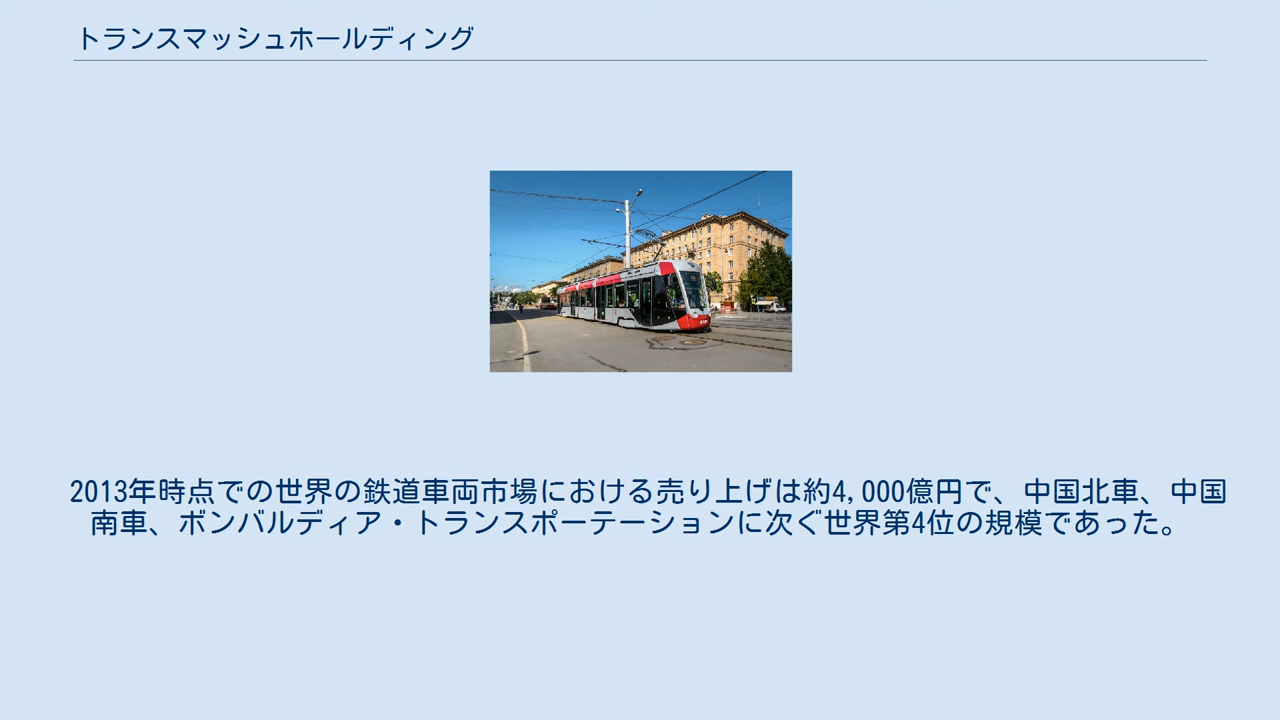 トランスマッシュホールディング
2013年時点での世界の鉄道車両市場における売り上げは約4,000億円で、中国北車、中国
南車、ボンバルディア・トランスポーテーションに次ぐ世界第4位の規模であった。